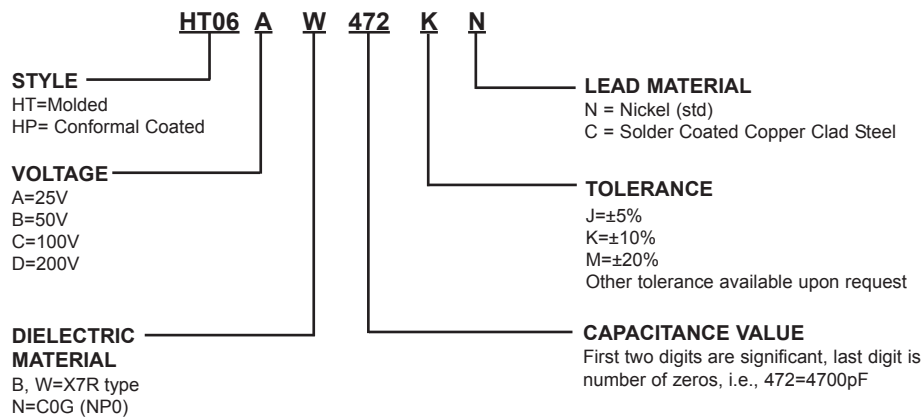 HT06 A W 472 K N
STYLE
HT=Molded
HP= Conformal Coated
VOLTAGE
A=25V
B=50V
C=100V
D=200V
DIELECTRIC
MATERIAL
B, W=X7R type
N=C0G (NP0)
LEAD MATERIAL
N = Nickel (std)
C = Solder Coated Copper Clad Steel
TOLERANCE
J=±5%
K=±10%
M=±20%
Other tolerance available upon request
CAPACITANCE VALUE
First two digits are significant, last digit is
number of zeros, i.e., 472=4700pF